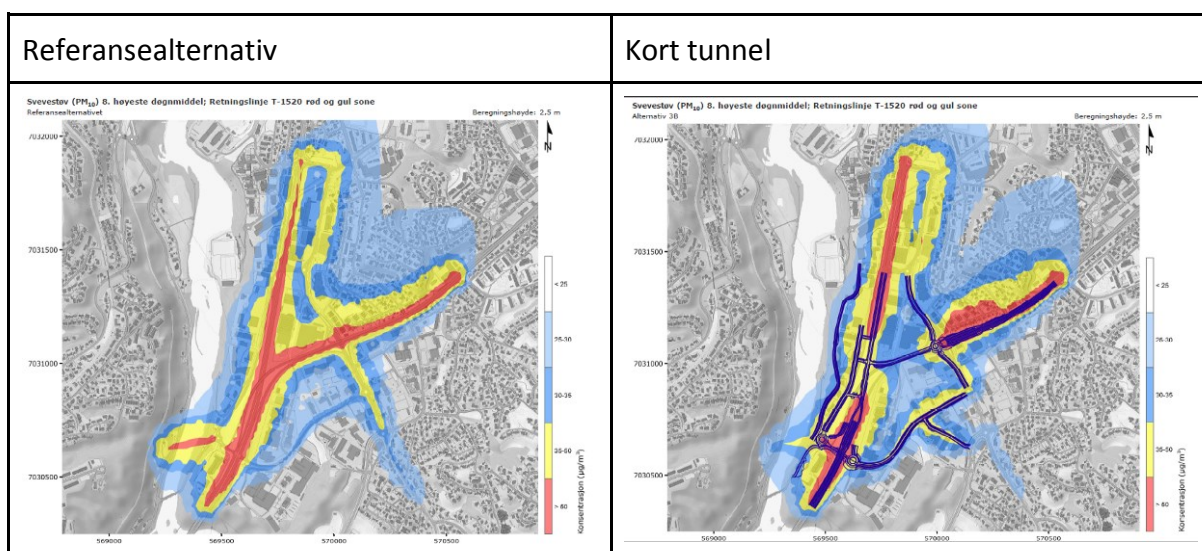 Referansealternativ
Kort tunnel
Svevestøv (PM10) 8. høyeste døgnmiddel; Retningslinje T-1520 rød og gul sone
Referansealternativet
Beregningshøyde: 2,5 m
N
7032000
7031500
7031000
7030500
569000
569500
570000
570500
< 25
25-30
30-35
35-50
> 50
Konsentrasjon (µg/m³)
Svevestøv (PM10) 8. høyeste døgnmiddel; Retningslinje T-1520 rød og gul sone
Alternativ 3B
Beregningshøyde: 2,5 m
N
7032000
7031500
7031000
7030500
569000
569500
570000
570500
< 25
25-30
30-35
35-50
> 50
Konsentrasjon (µg/m³)